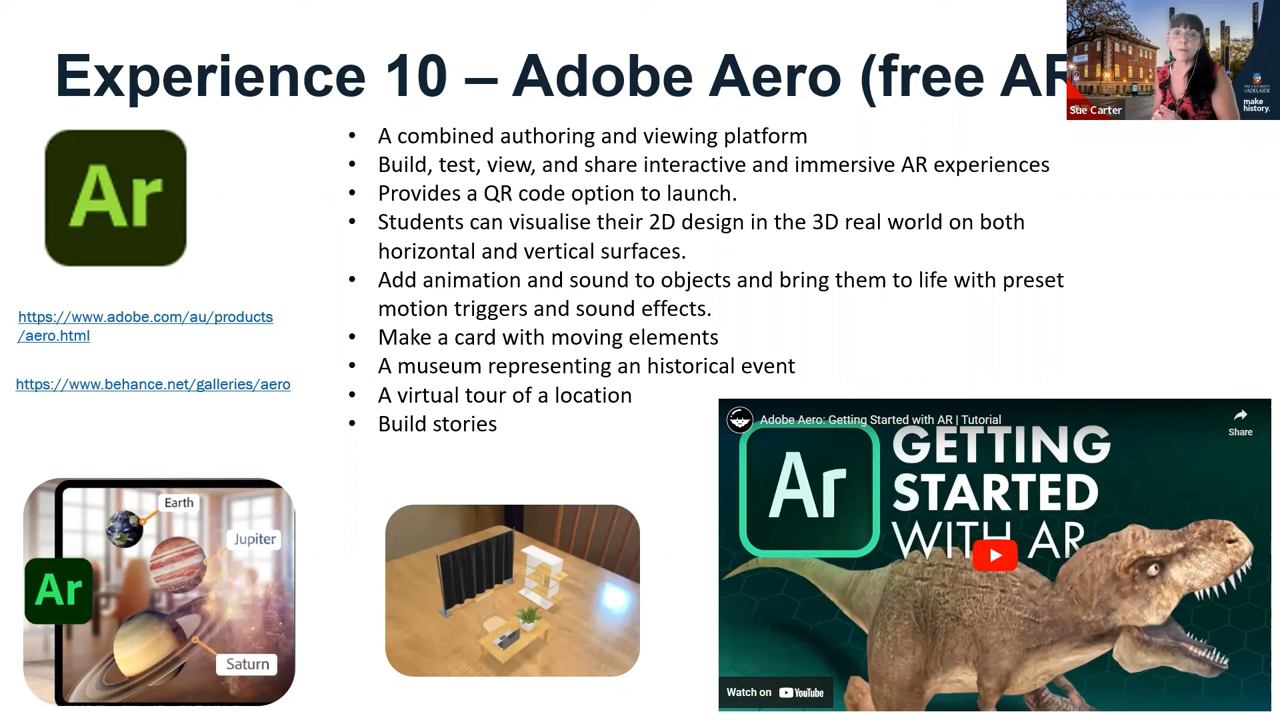 Experience 10 – Adobe Aero (free AR
Sue Carter
THE UNIVERSITY
of ADELAIDE
make
history.
Ar
https://www.adobe.com/au/products
/aero.html
https://www.behance.net/galleries/aero
• A combined authoring and viewing platform
• Build, test, view, and share interactive and immersive AR experiences
• Provides a QR code option to launch.
• Students can visualise their 2D design in the 3D real world on both
horizontal and vertical surfaces.
• Add animation and sound to objects and bring them to life with preset
motion triggers and sound effects.
• Make a card with moving elements
• A museum representing an historical event
• A virtual tour of a location
• Build stories
Earth
Jupiter
Ar
Saturn
Adobe Aero: Getting Started with AR | Tutorial
Share
Ar
GETTING
STARTED
WITH AR
Watch on YouTube